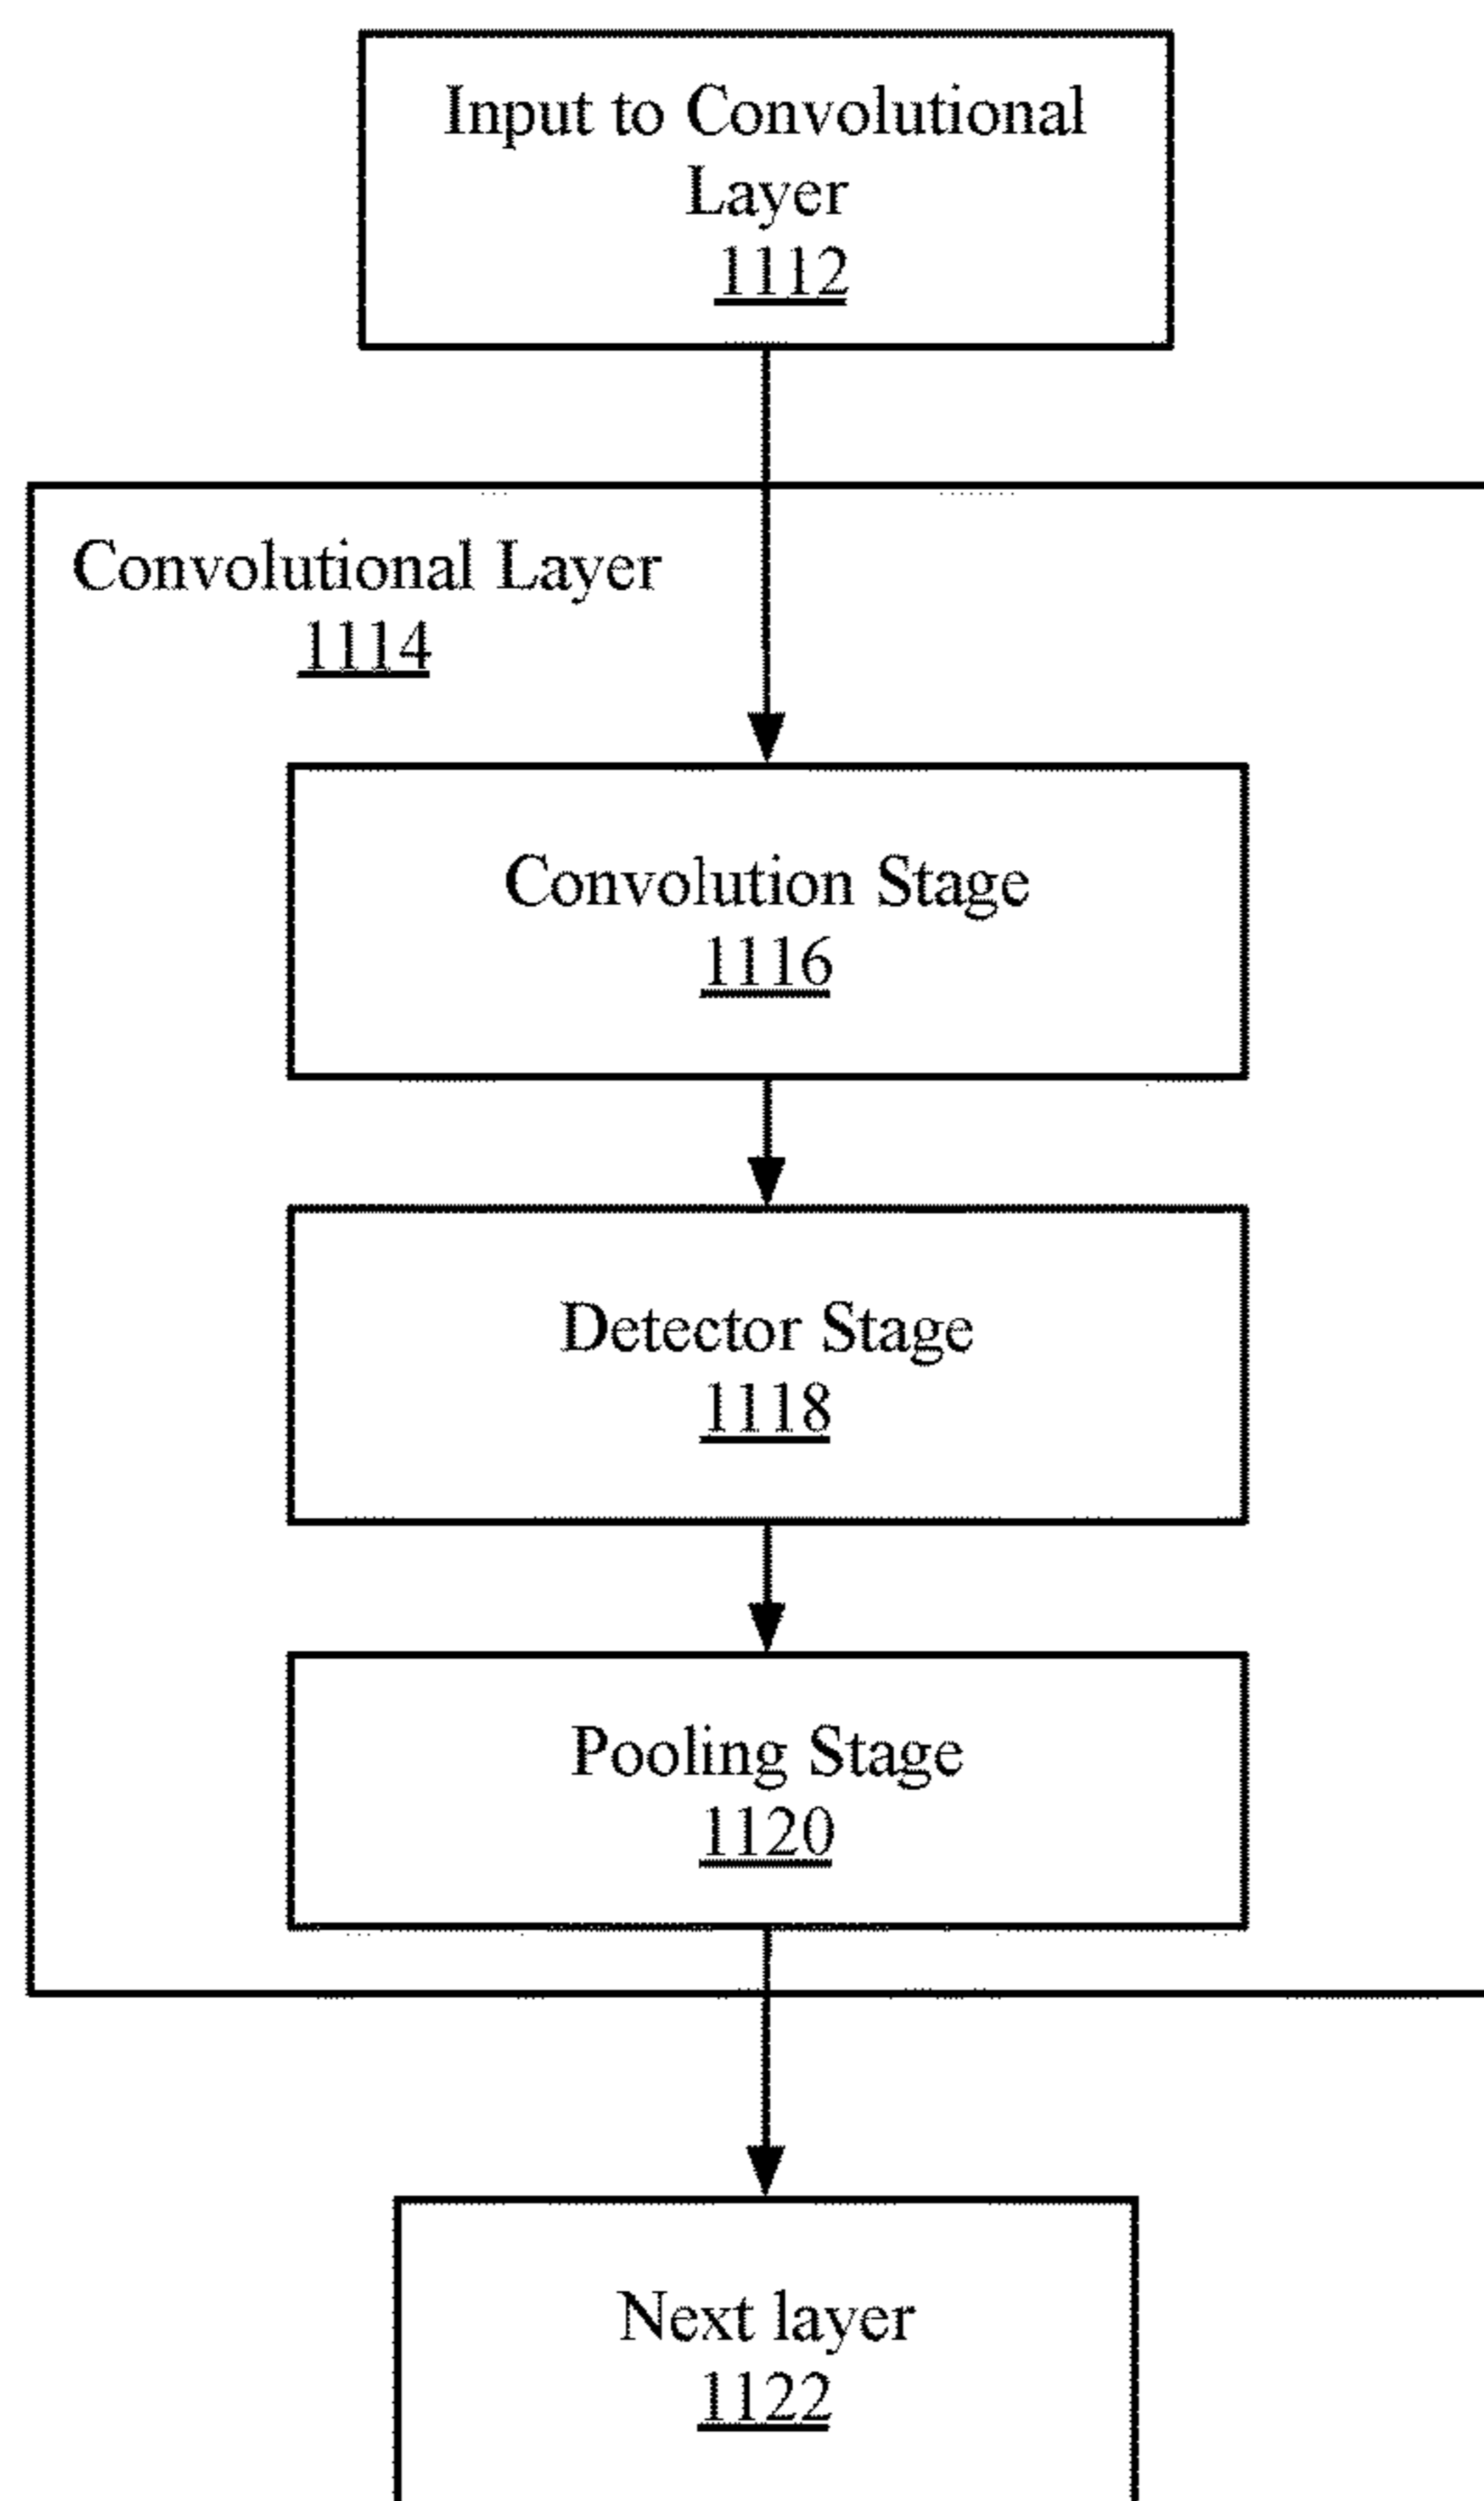 Input to Convolutional
Layer
1112
Convolutional Layer
1114
Convolution Stage
1116
Detector Stage
1118
Pooling Stage
1120
Next layer
1122